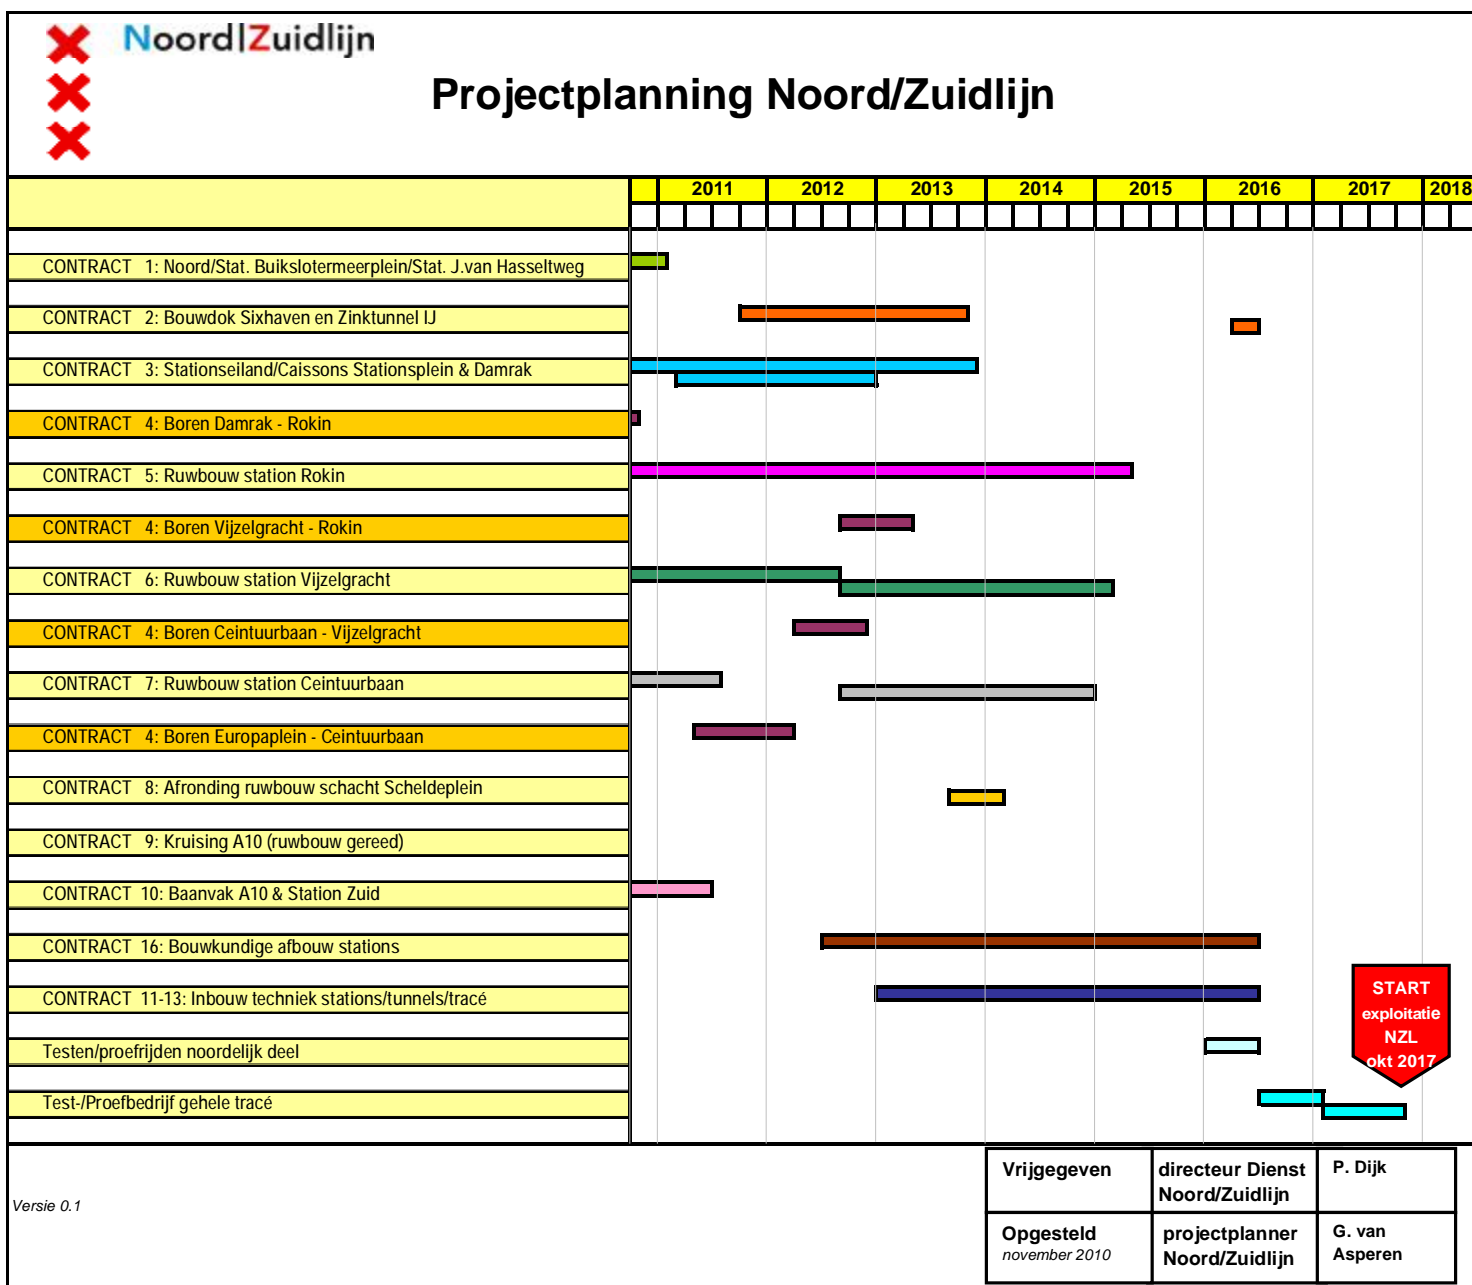 Noord|Zuidlijn
Projectplanning Noord/Zuidlijn
2011 2012 2013 2014 2015 2016 2017 2018
CONTRACT 1: Noord/Stat. Buikslotermeerplein/Stat. J.van Hasseltweg
CONTRACT 2: Bouwdok Sixhaven en Zinktunnel IJ
CONTRACT 3: Stationseiland/Caissons Stationsplein & Damrak
CONTRACT 4: Boren Damrak - Rokin
CONTRACT 5: Ruwbouw station Rokin
CONTRACT 4: Boren Vijzelgracht - Rokin
CONTRACT 6: Ruwbouw station Vijzelgracht
CONTRACT 4: Boren Ceintuurbaan - Vijzelgracht
CONTRACT 7: Ruwbouw station Ceintuurbaan
CONTRACT 4: Boren Europaplein - Ceintuurbaan
CONTRACT 8: Afronding ruwbouw schacht Scheldeplein
CONTRACT 9: Kruising A10 (ruwbouw gereed)
CONTRACT 10: Baanvak A10 & Station Zuid
CONTRACT 16: Bouwkundige afbouw stations
CONTRACT 11-13: Inbouw techniek stations/tunnels/tracé
Testen/proefrijden noordelijk deel
Test-/Proefbedrijf gehele tracé
START
exploitatie
NZL
okt 2017
Versie 0.1
Vrijgegeven
directeur Dienst
Noord/Zuidlijn
P. Dijk
Opgesteld
november 2010
projectplanner
Noord/Zuidlijn
G. van
Asperen